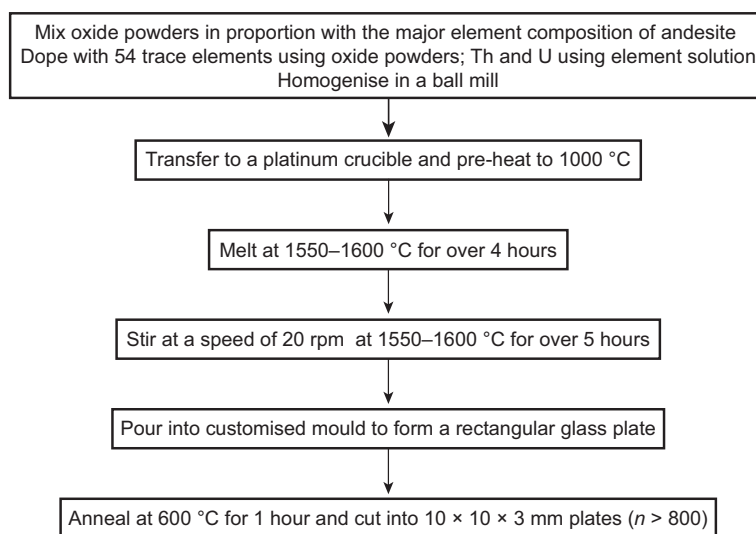 Mix oxide powders in proportion with the major element composition of andesite
Dope with 54 trace elements using oxide powders; Th and U using element solution
Homogenise in a ball mill
Transfer to a platinum crucible and pre-heat to 1000 °C
Melt at 1550–1600 °C for over 4 hours
Stir at a speed of 20 rpm at 1550–1600 °C for over 5 hours
Pour into customised mould to form a rectangular glass plate
Anneal at 600 °C for 1 hour and cut into 10 × 10 × 3 mm plates (n > 800)